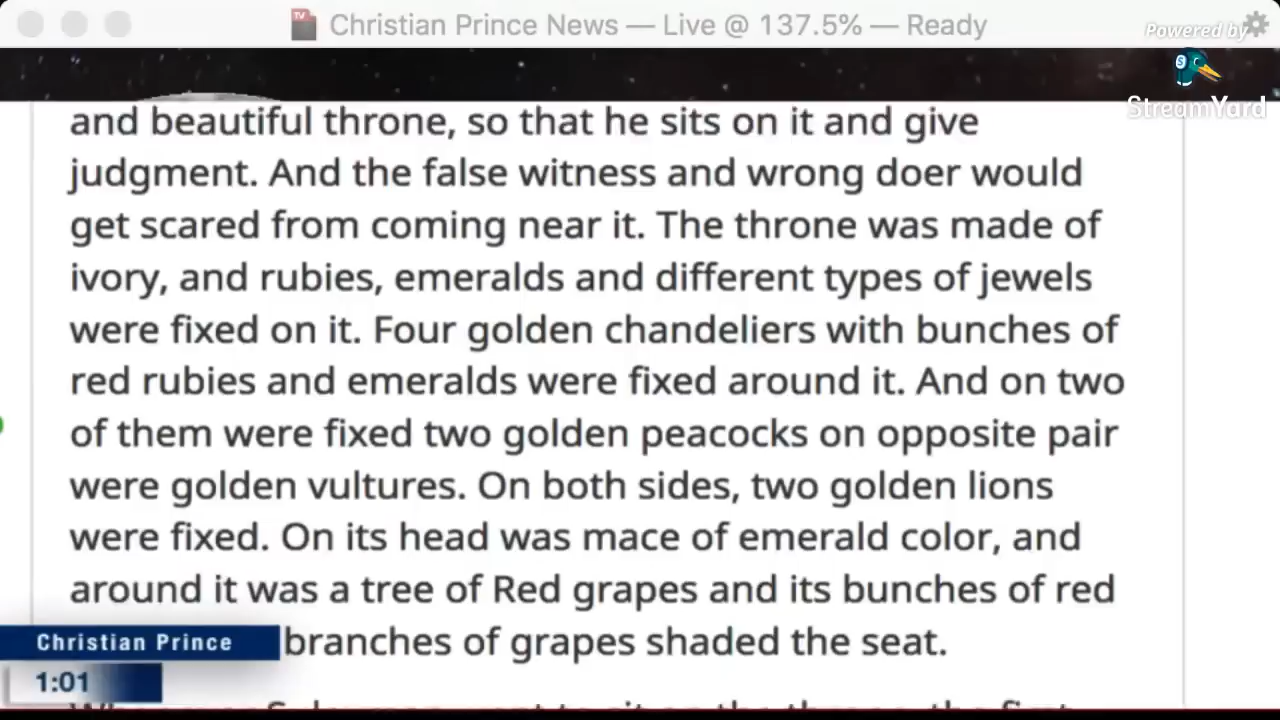 Christian Prince News — Live @ 137.5% — Ready
Powered by
StreamYard
and beautiful throne, so that he sits on it and give
judgment. And the false witness and wrong doer would
get scared from coming near it. The throne was made of
ivory, and rubies, emeralds and different types of jewels
were fixed on it. Four golden chandeliers with bunches of
red rubies and emeralds were fixed around it. And on two
of them were fixed two golden peacocks on opposite pair
were golden vultures. On both sides, two golden lions
were fixed. On its head was mace of emerald color, and
around it was a tree of Red grapes and its bunches of red
branches of grapes shaded the seat.
Christian Prince
1:01